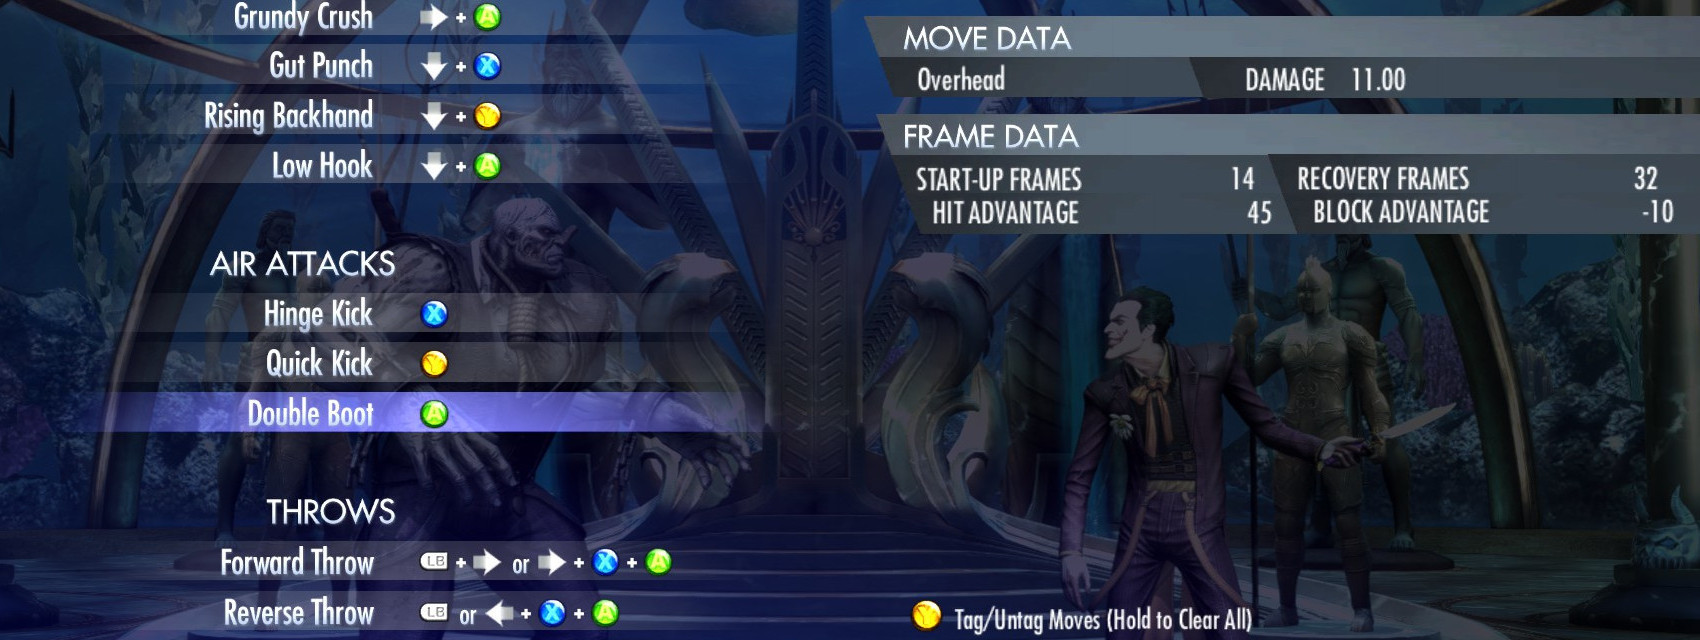 Grundy Crush + A
Gut Punch + X
Rising Backhand + Y
Low Hook + A
AIR ATTACKS
Hinge Kick X
Quick Kick Y
Double Boot A
THROWS
Forward Throw LB + or + X + A
Reverse Throw LB or + X + A
MOVE DATA
Overhead DAMAGE 11.00
FRAME DATA
START-UP FRAMES 14 RECOVERY FRAMES 32
HIT ADVANTAGE 45 BLOCK ADVANTAGE -10
Y Tag/Untag Moves (Hold to Clear All)